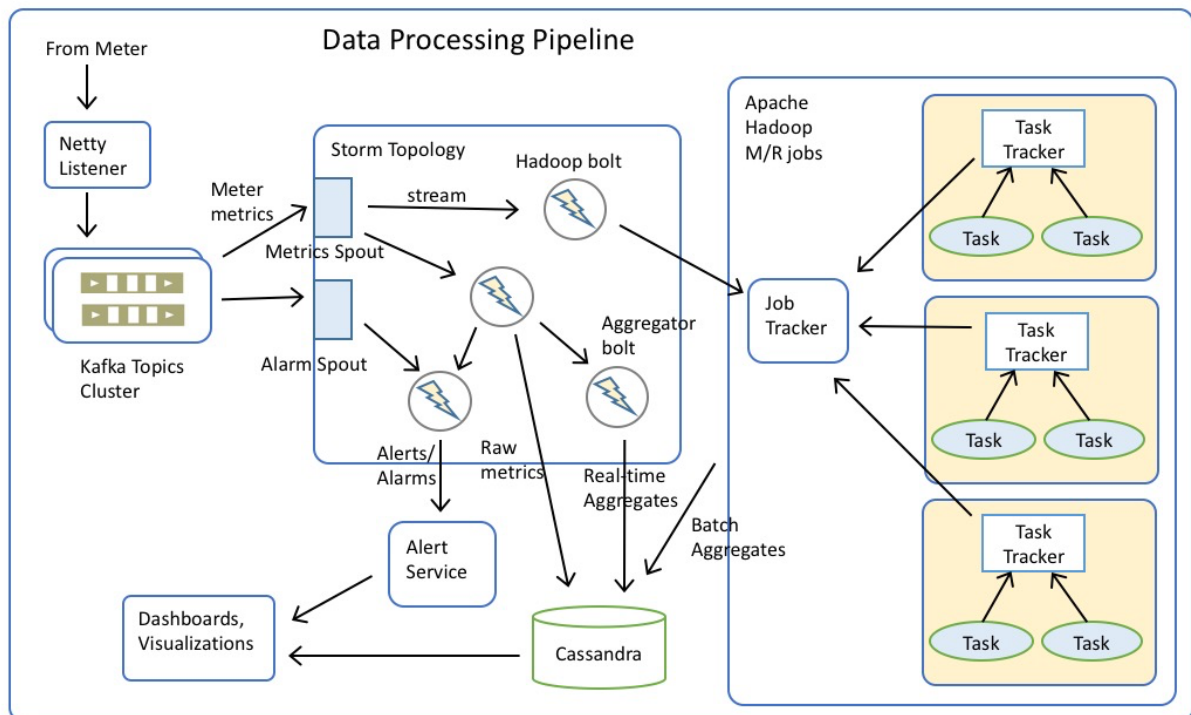 Data Processing Pipeline
From Meter
Netty
Listener
Meter
metrics
Kafka Topics
Cluster
Storm Topology
Metrics Spout
Alarm Spout
stream
Hadoop bolt
Aggregator
bolt
Alerts/
Alarms
Raw
metrics
Real-time
Aggregates
Batch
Aggregates
Alert
Service
Dashboards,
Visualizations
Cassandra
Apache
Hadoop
M/R jobs
Job
Tracker
Task
Tracker
Task
Task
Task
Tracker
Task
Task
Task
Tracker
Task
Task